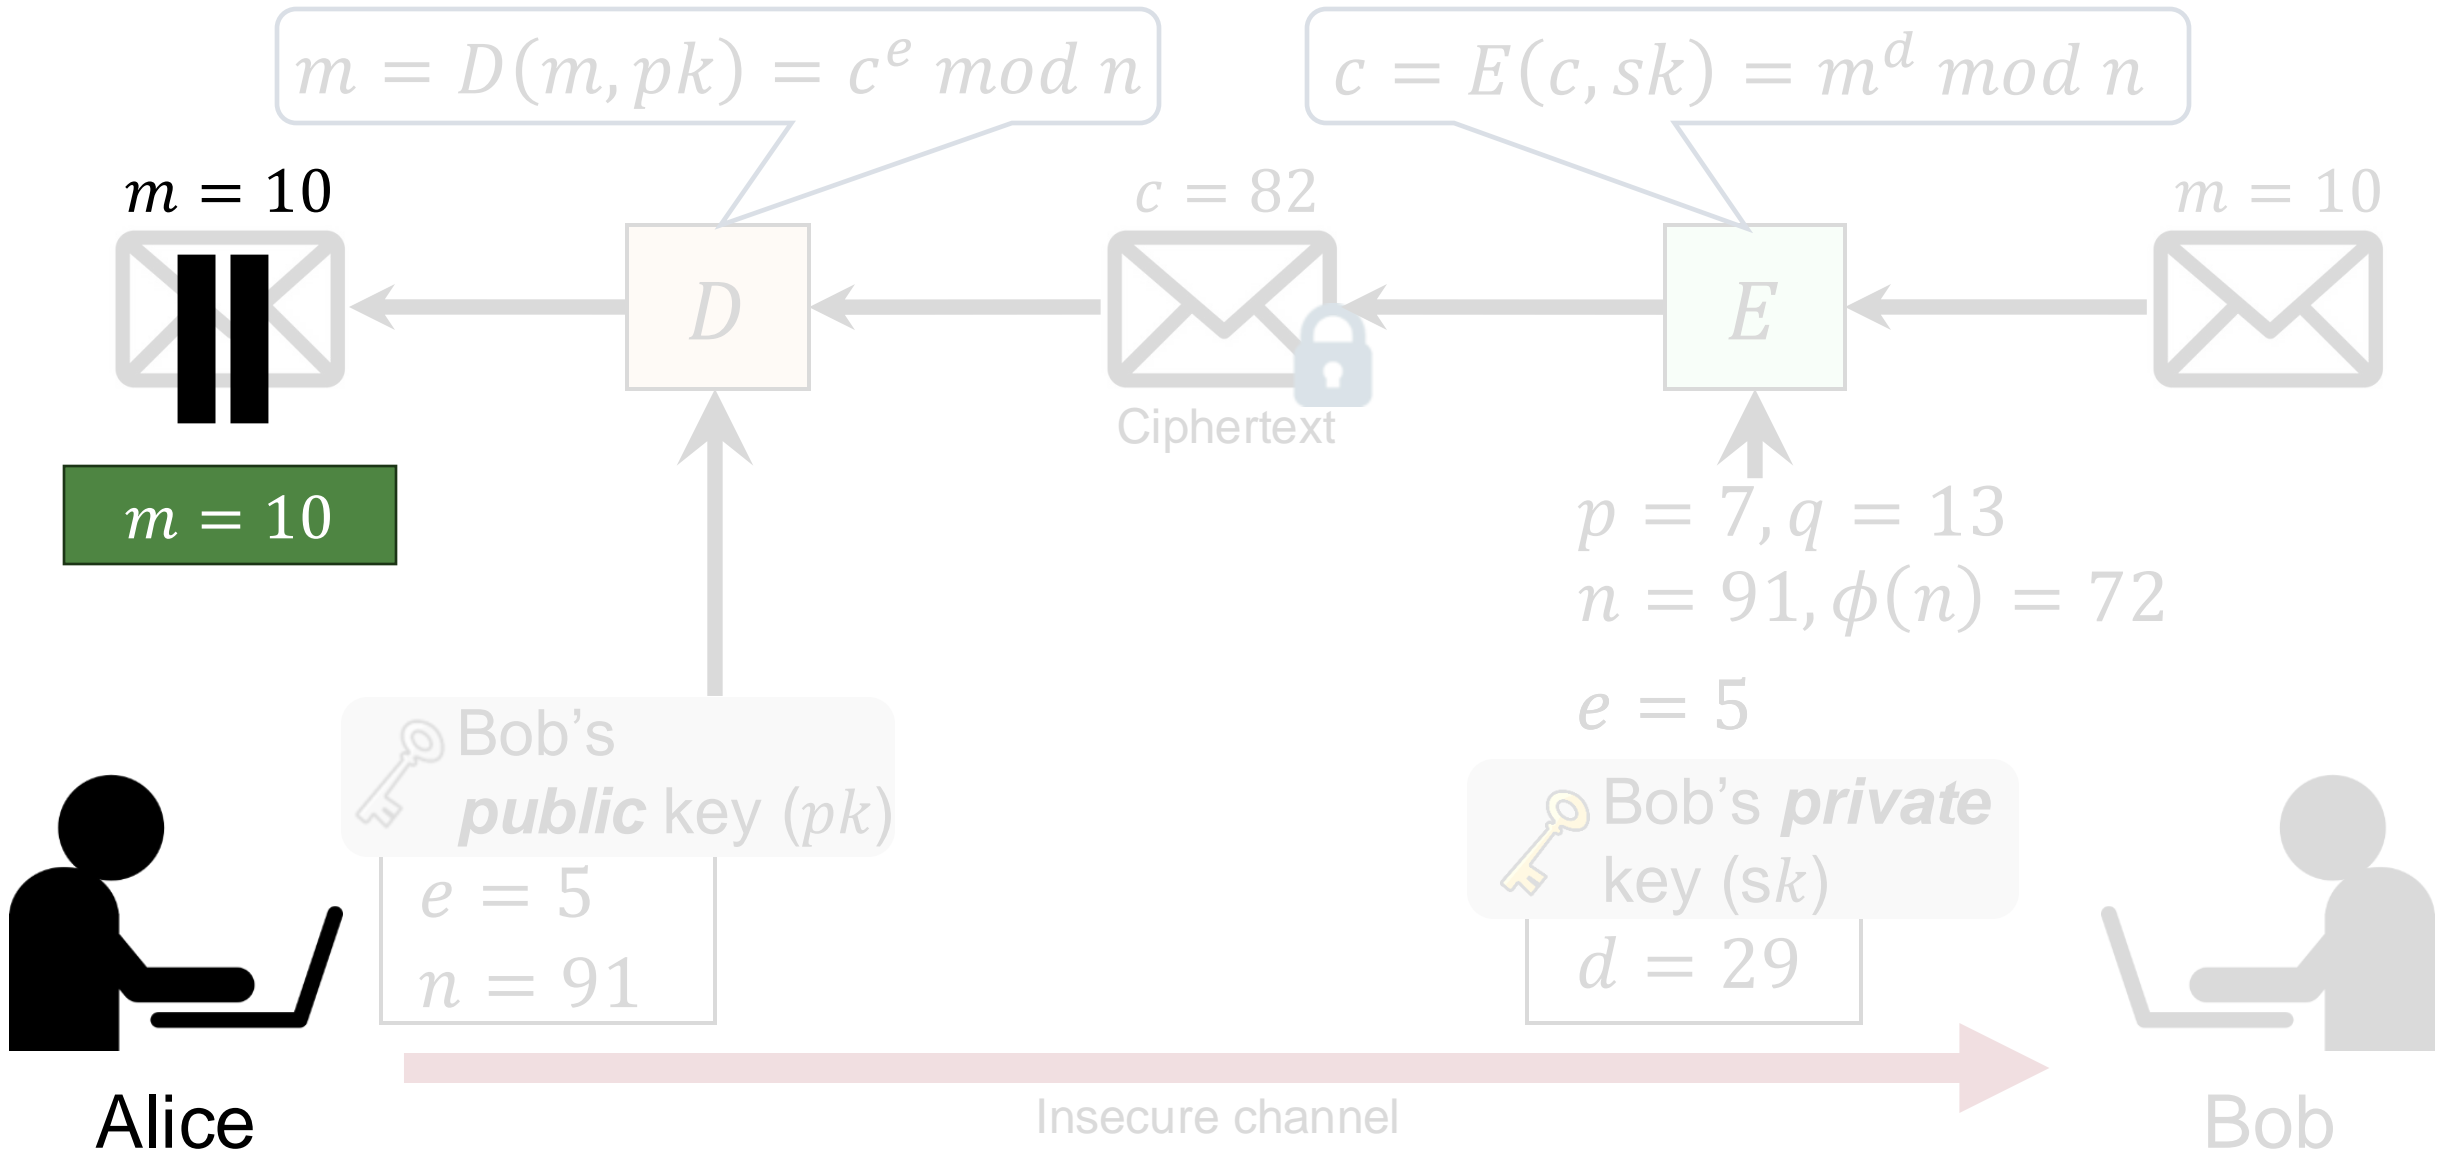 m = D(m, pk) = c^e mod n
c = E(c, sk) = m^d mod n
m = 10
c = 82
m = 10
D
E
Ciphertext
m = 10
p = 7, q = 13
n = 91, ϕ(n) = 72
e = 5
Bob's
public key (pk)
e = 5
n = 91
Bob's private
key (sk)
d = 29
Alice
Insecure channel
Bob